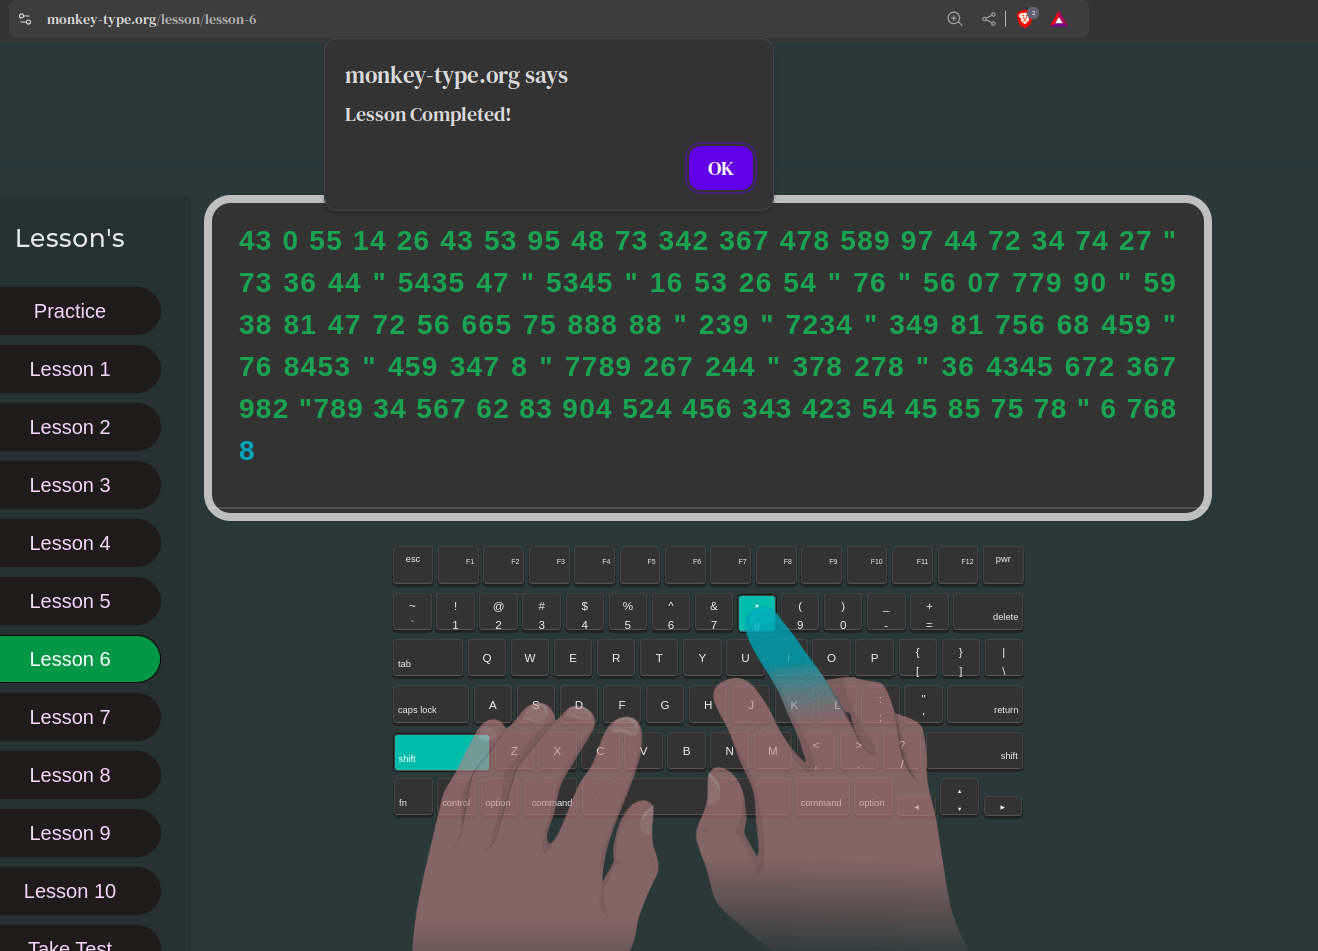 monkey-type.org/lesson/lesson-6
2
monkey-type.org says
Lesson Completed!
OK
Lesson's
Practice
Lesson 1
Lesson 2
Lesson 3
Lesson 4
Lesson 5
Lesson 6
Lesson 7
Lesson 8
Lesson 9
Lesson 10
Take Test
43 0 55 14 26 43 53 95 48 73 342 367 478 589 97 44 72 34 74 27 "
73 36 44 " 5435 47 " 5345 " 16 53 26 54 " 76 " 56 07 779 90 " 59
38 81 47 72 56 665 75 888 88 " 239 " 7234 " 349 81 756 68 459 "
76 8453 " 459 347 8 " 7789 267 244 " 378 278 " 36 4345 672 367
982 "789 34 567 62 83 904 524 456 343 423 54 45 85 75 78 " 6 768
8
esc F1 F2 F3 F4 F5 F6 F7 F8 F9 F10 F11 F12 pwr
~ ! @ # $ % ^ & * ( ) _ +
` 1 2 3 4 5 6 7 8 9 0 - = delete
tab Q W E R T Y U I O P { } |
[ ] \
caps lock A S D F G H J K L : " return
; '
shift Z X C V B N M < > ? shift
, . /
fn control option command command option ◂ ▴ ▾ ▸